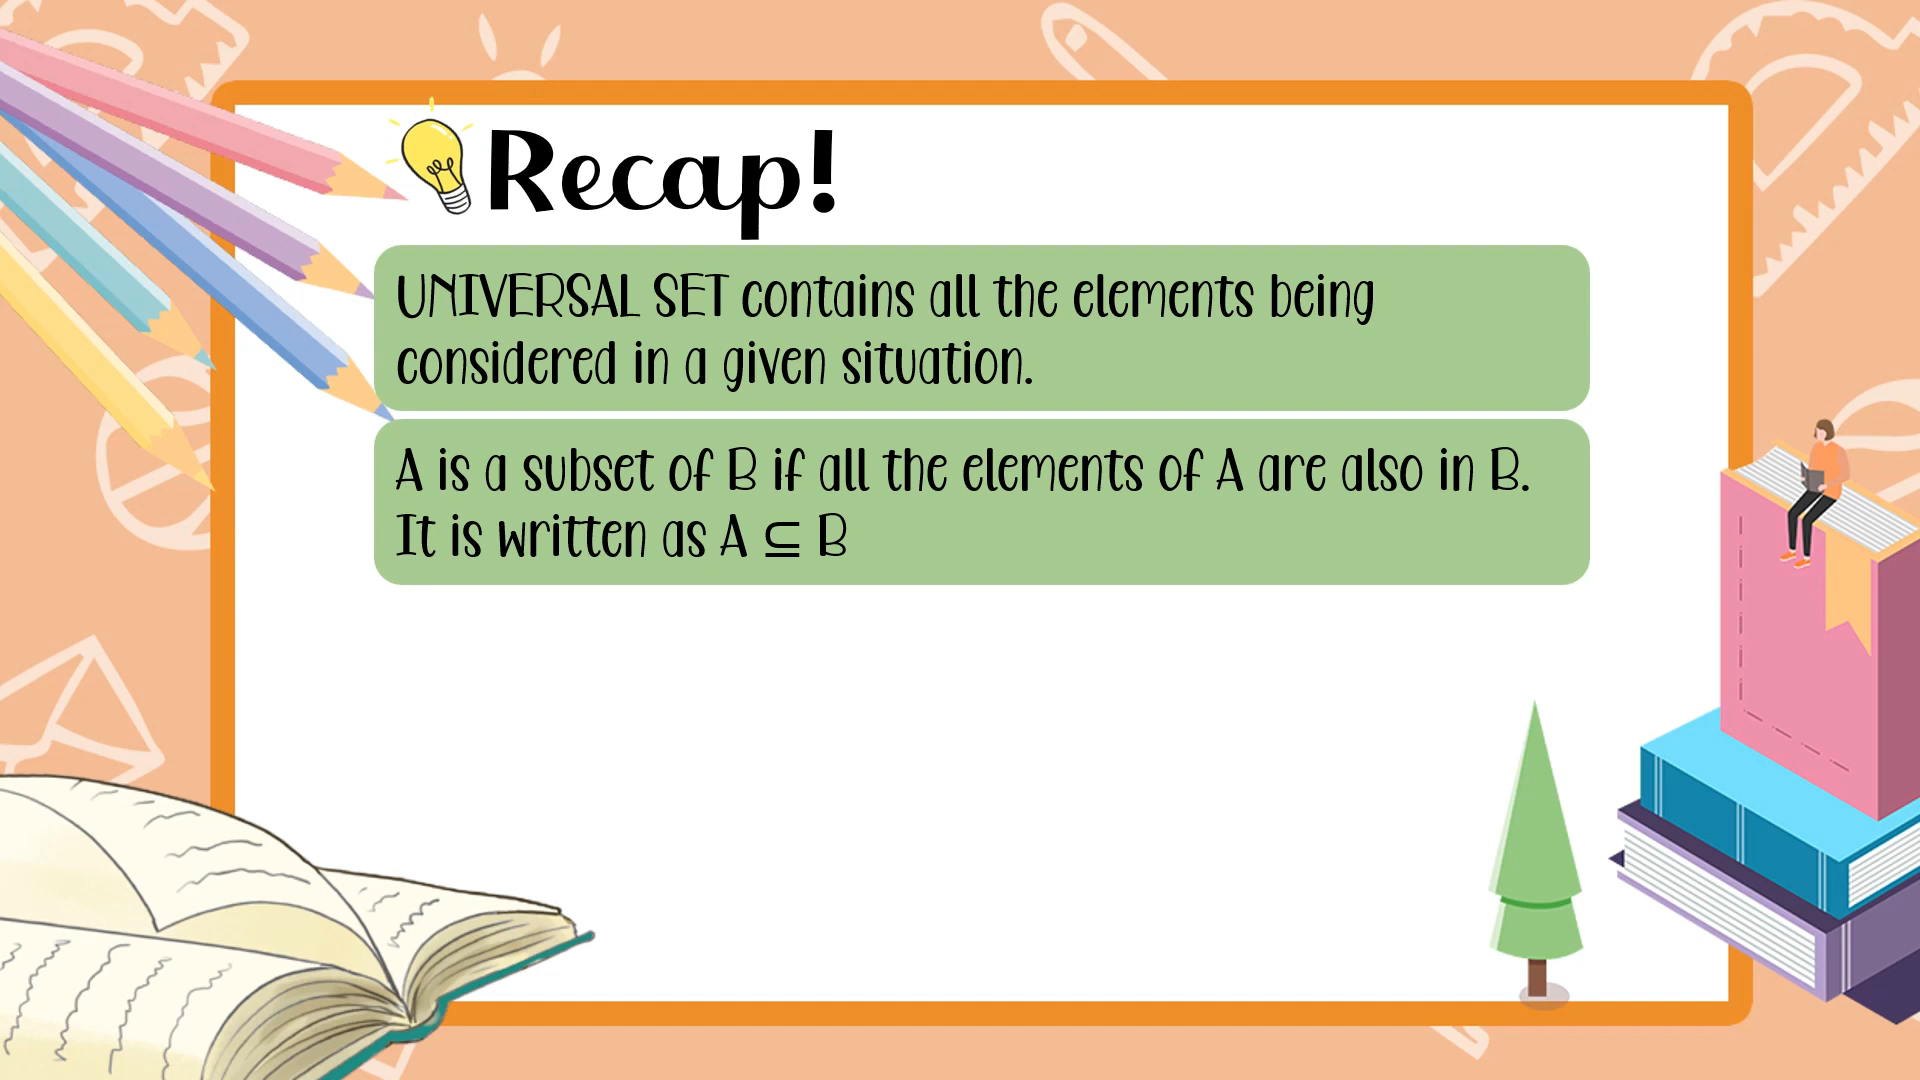 Recap!
UNIVERSAL SET contains all the elements being
considered in a given situation.
A is a subset of B if all the elements of A are also in B.
It is written as A ⊆ B